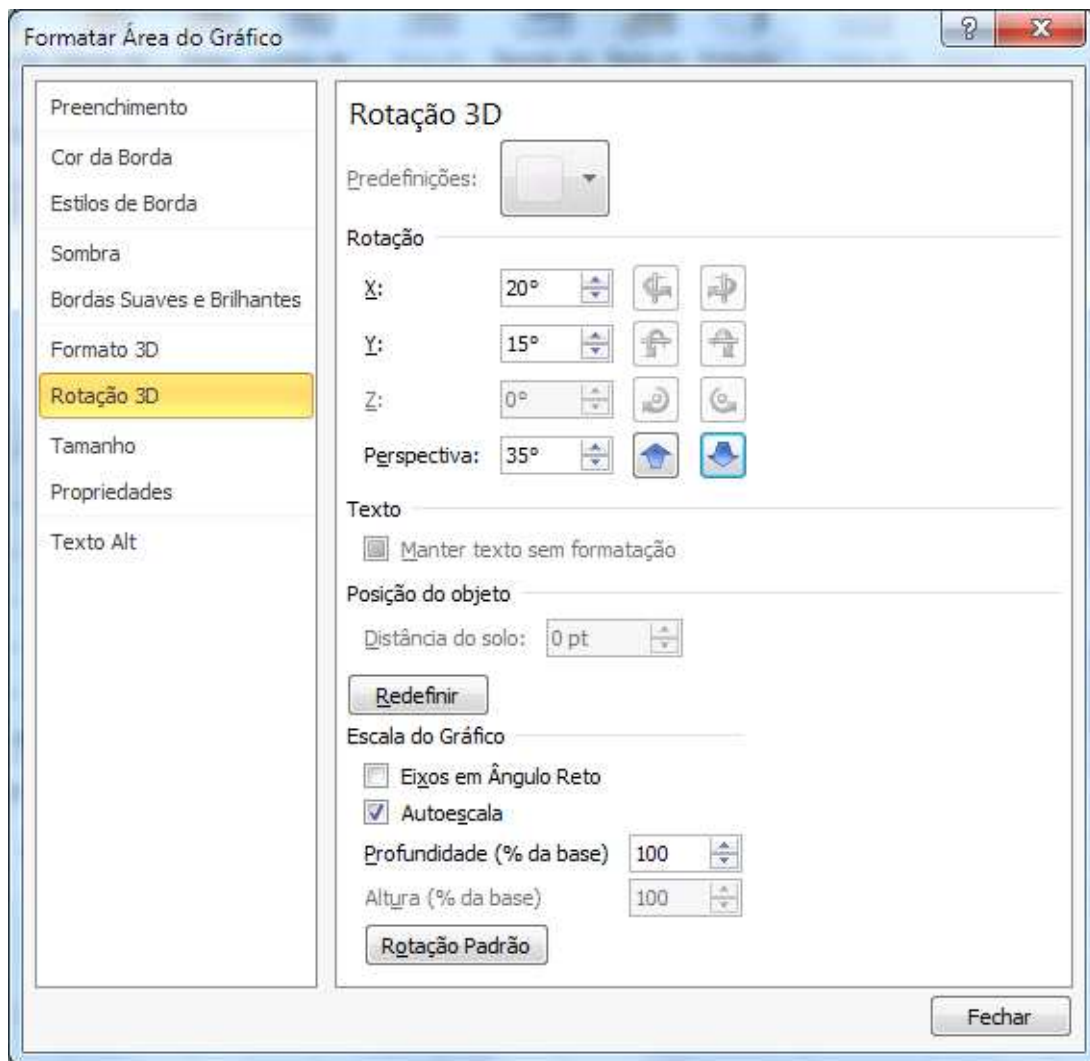 Formatar Área do Gráfico
Preenchimento
Cor da Borda
Estilos de Borda
Sombra
Bordas Suaves e Brilhantes
Formato 3D
Rotação 3D
Tamanho
Propriedades
Texto Alt
Rotação 3D
Predefinições:
Rotação
X: 20°
Y: 15°
Z: 0°
Perspectiva: 35°
Texto
Manter texto sem formatação
Posição do objeto
Distância do solo: 0 pt
Redefinir
Escala do Gráfico
Eixos em Ângulo Reto
Autoescala
Profundidade (% da base) 100
Altura (% da base) 100
Rotação Padrão
Fechar